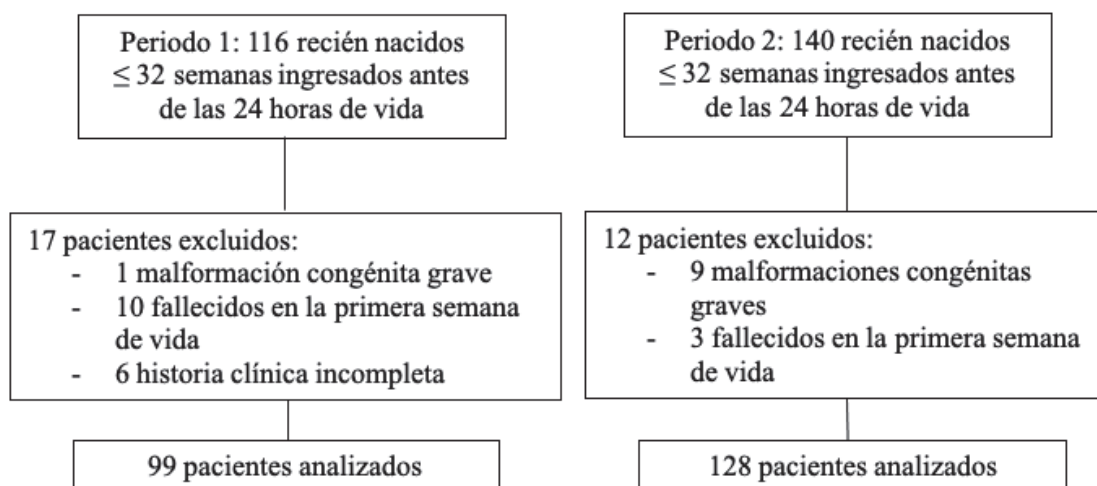 Periodo 1: 116 recién nacidos
≤ 32 semanas ingresados antes
de las 24 horas de vida
Periodo 2: 140 recién nacidos
≤ 32 semanas ingresados antes
de las 24 horas de vida
17 pacientes excluidos:
- 1 malformación congénita grave
- 10 fallecidos en la primera semana
de vida
- 6 historia clínica incompleta
12 pacientes excluidos:
- 9 malformaciones congénitas
graves
- 3 fallecidos en la primera semana
de vida
99 pacientes analizados
128 pacientes analizados